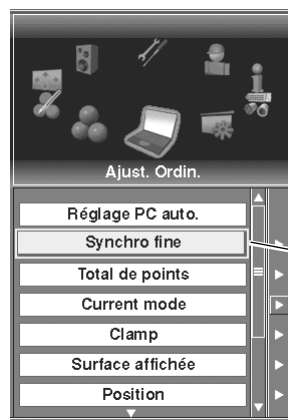 Ajust. Ordin.
Réglage PC auto.
Synchro fine
Total de points
Current mode
Clamp
Surface affichée
Position